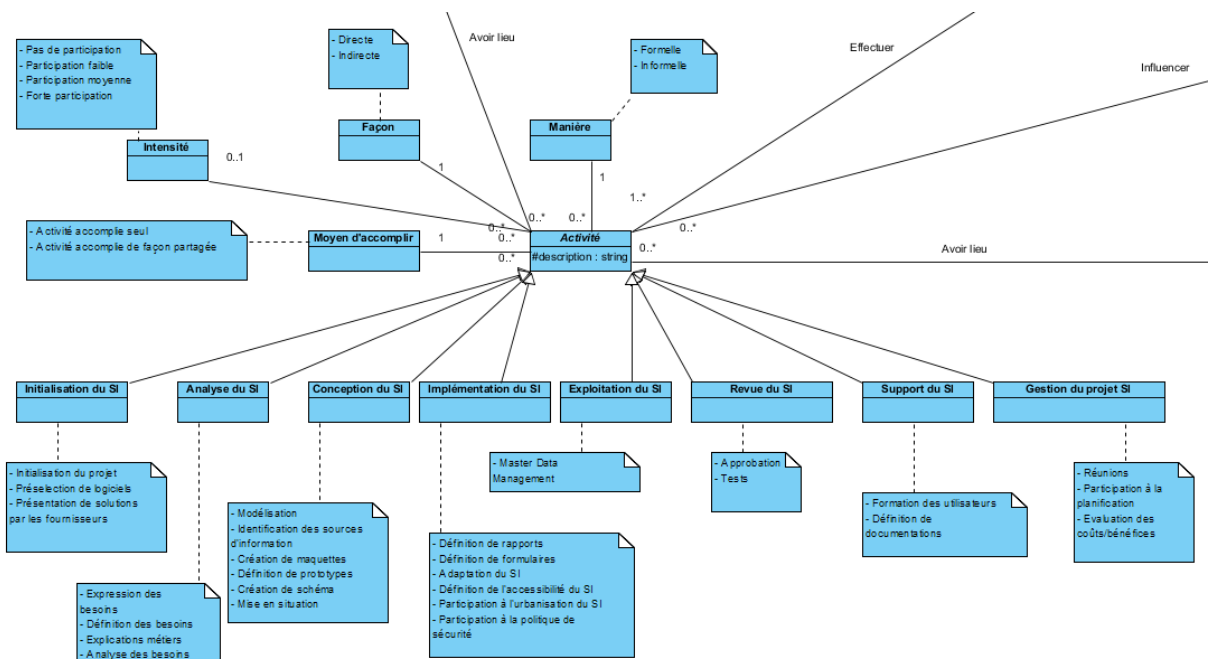 - Pas de participation
- Participation faible
- Participation moyenne
- Forte participation
- Directe
- Indirecte
Avoir lieu
- Formelle
- Informelle
Effectuer
Influencer
Intensité
Façon
Manière
0..1
1
1
1..*
0..*
0..*
0..*
0..*
- Activité accomplie seul
- Activité accomplie de façon partagée
Moyen d'accomplir
1
0..*
0..*
Activité
#description : string
0..*
Avoir lieu
Initialisation du SI
Analyse du SI
Conception du SI
Implémentation du SI
Exploitation du SI
Revue du SI
Support du SI
Gestion du projet SI
- Initialisation du projet
- Préselection de logiciels
- Présentation de solutions
par les fournisseurs
- Expression des
besoins
- Définition des besoins
- Explications métiers
- Analyse des besoins
- Modélisation
- Identification des sources
d'information
- Création de maquettes
- Définition de prototypes
- Création de schéma
- Mise en situation
- Définition de rapports
- Définition de formulaires
- Adaptation du SI
- Définition de l'accessibilité du SI
- Participation à l'urbanisation du SI
- Participation à la politique de
sécurité
- Master Data
Management
- Approbation
- Tests
- Formation des utilisateurs
- Définition de
documentations
- Réunions
- Participation à la
planification
- Evaluation des
coûts/bénéfices